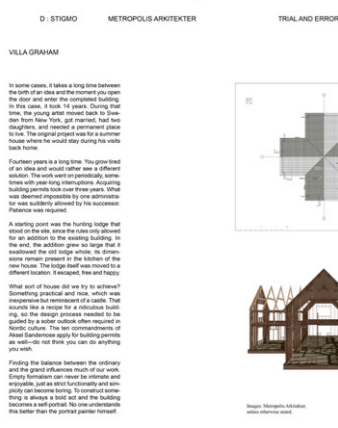 D : STIGMO
METROPOLIS ARKITEKTER
TRIAL AND ERROR
VILLA GRAHAM
In some cases, it takes a long time between
the birth of an idea and the moment you open
the door and enter the completed building.
In this case, it took 14 years. During that
time, the young artist moved back to Swe-
den from New York, got married, had two
daughters, and needed a permanent place
to live. The original project was for a summer
house where he would stay during his visits
back home.
Fourteen years is a long time. You grow tired
of an idea and would rather see a different
solution. The work went on periodically, some-
times with year-long interruptions. Acquiring
building permits took over three years. What
was deemed impossible by one administra-
tor was suddenly allowed by his successor.
Patience was required.
A starting point was the hunting lodge that
stood on the site, since the rules only allowed
for an addition to the existing building. In
the end, the addition grew so large that it
swallowed the old lodge whole; its dimen-
sions remain present in the kitchen of the
new house. The lodge itself was moved to a
different location. It escaped, free and happy.
What sort of house did we try to achieve?
Something practical and nice, which was
inexpensive but reminiscent of a castle. That
sounds like a recipe for a ridiculous build-
ing, so the design process needed to be
guided by a sober outlook often required in
Nordic culture. The ten commandments of
Aksel Sandemose apply for building permits
as well—do not think you can do anything
you wish.
Finding the balance between the ordinary
and the grand influences much of our work.
Empty formalism can never be intimate and
enjoyable, just as strict functionality and sim-
plicity can become boring. To construct some-
thing is always a bold act and the building
becomes a self-portrait. No one understands
this better than the portrait painter himself.
Images: Metropolis Arkitekter,
unless otherwise stated.